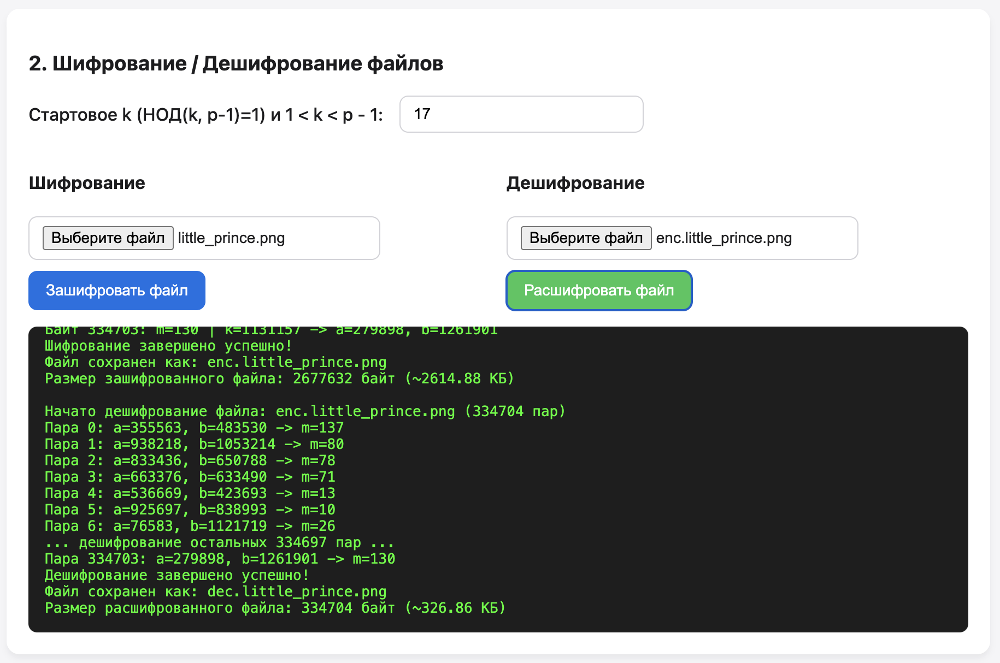 2. Шифрование / Дешифрование файлов
Стартовое k (НОД(k, p-1)=1) и 1 < k < p - 1:
17
Шифрование
Выберите файл little_prince.png
Зашифровать файл
Дешифрование
Выберите файл enc.little_prince.png
Расшифровать файл
Байт 334703: m=130 | k=1131157 -> a=279898, b=1261901
Шифрование завершено успешно!
Файл сохранен как: enc.little_prince.png
Размер зашифрованного файла: 2677632 байт (~2614.88 КБ)
Начато дешифрование файла: enc.little_prince.png (334704 пар)
Пара 0: a=355563, b=483530 -> m=137
Пара 1: a=938218, b=1053214 -> m=80
Пара 2: a=833436, b=650788 -> m=78
Пара 3: a=663376, b=633490 -> m=71
Пара 4: a=536669, b=423693 -> m=13
Пара 5: a=925697, b=838993 -> m=10
Пара 6: a=76583, b=1121719 -> m=26
... дешифрование остальных 334697 пар ...
Пара 334703: a=279898, b=1261901 -> m=130
Дешифрование завершено успешно!
Файл сохранен как: dec.little_prince.png
Размер расшифрованного файла: 334704 байт (~326.86 КБ)